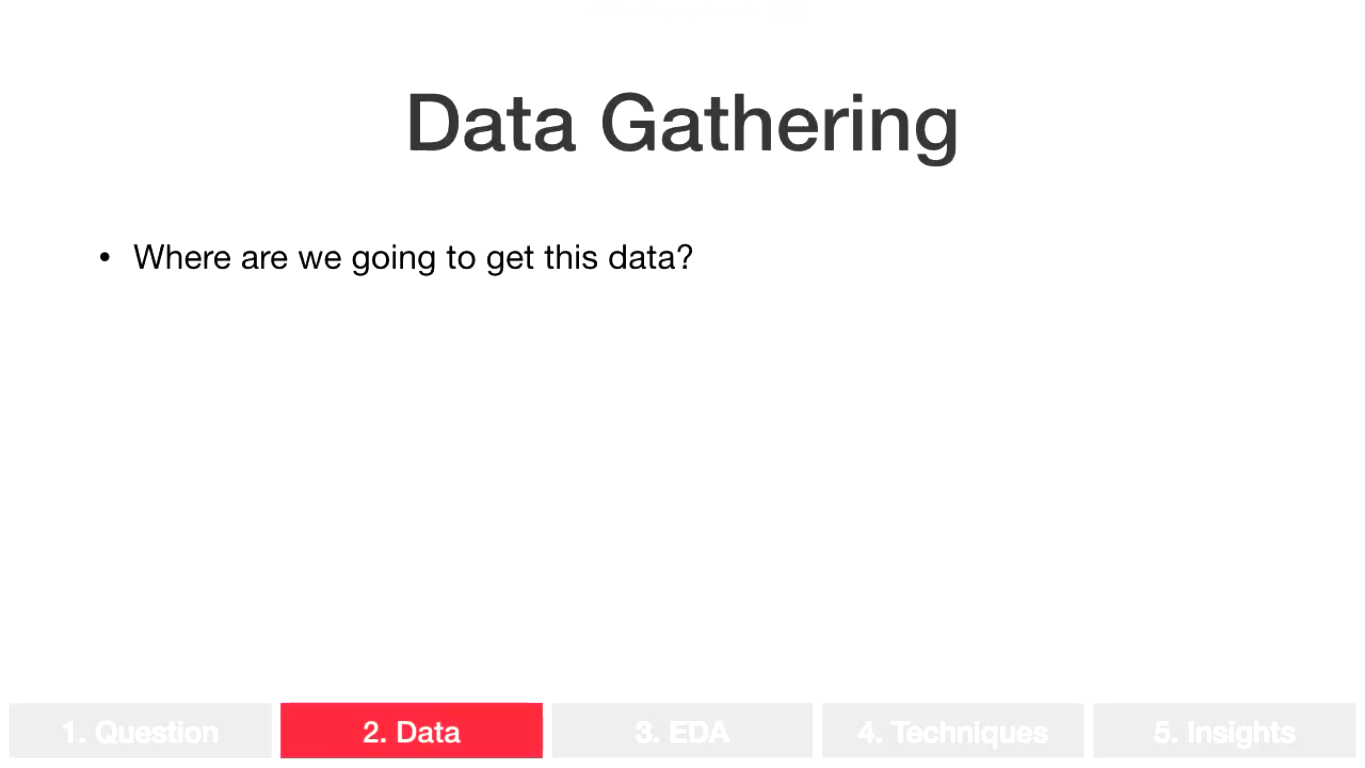 Data Gathering
• Where are we going to get this data?
1. Question
2. Data
3. EDA
4. Techniques
5. Insights